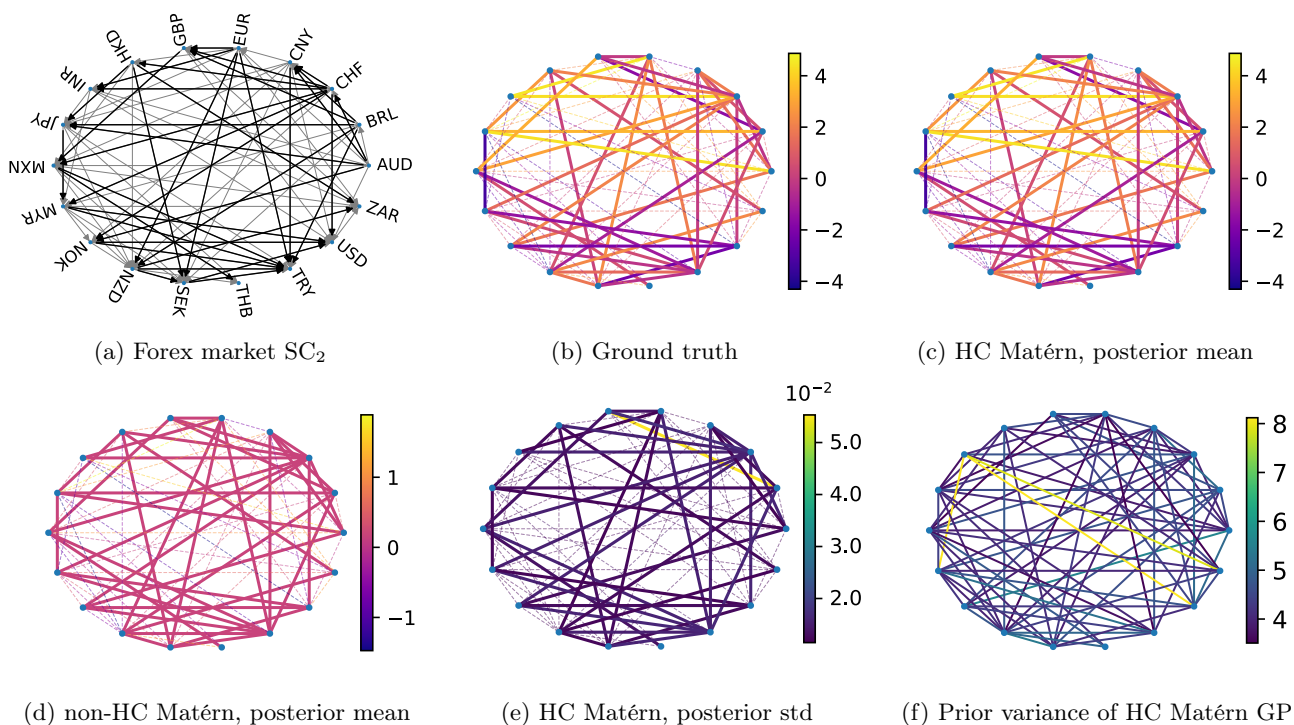 HKD
GBP
EUR
CNY
INR
CHF
JPY
BRL
MXN
AUD
MYR
ZAR
NOK
USD
NZD
SEK
THB
TRY
4
2
0
−2
−4
4
2
0
−2
−4
(a) Forex market SC₂
(b) Ground truth
(c) HC Matérn, posterior mean
1
0
−1
10⁻²
5.0
4.0
3.0
2.0
8
7
6
5
4
(d) non-HC Matérn, posterior mean
(e) HC Matérn, posterior std
(f) Prior variance of HC Matérn GP